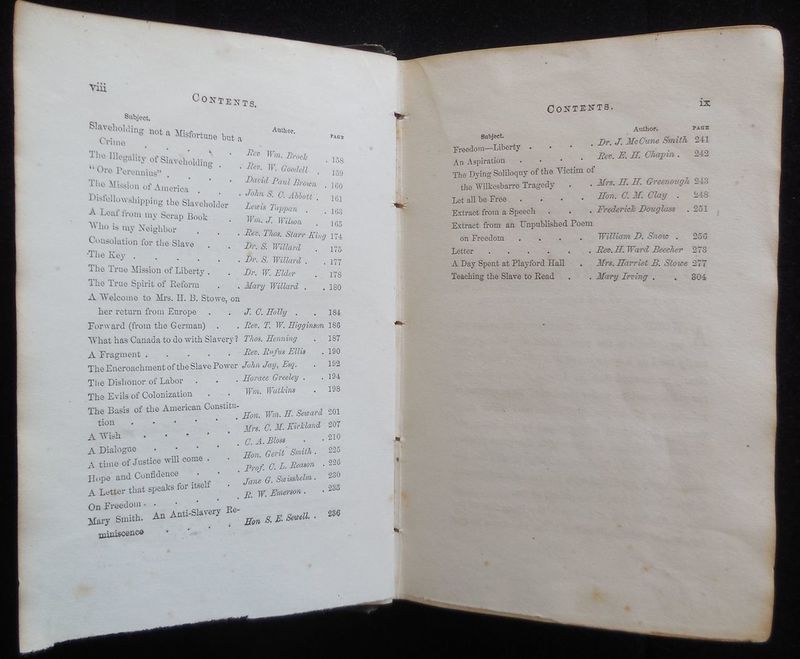 viii
CONTENTS.
Subject. Author. PAGE
Slaveholding not a Misfortune but a
Crime . . . . . Rev Wm. Brock . 158
The Illegality of Slaveholding . . Rev. W. Goodell . 159
"Ore Perennius" . . . . David Paul Brown . 160
The Mission of America . . . John S. C. Abbott . 161
Disfellowshipping the Slaveholder Lewis Tappan . . 163
A Leaf from my Scrap Book . Wm. J. Wilson . 165
Who is my Neighbor . . . Rev. Thos. Starr King 174
Consolation for the Slave . . Dr. S. Willard . 175
The Key . . . . . Dr. S. Willard . . 177
The True Mission of Liberty . . Dr. W. Elder . 178
The True Spirit of Reform . . Mary Willard . . 180
A Welcome to Mrs. H. B. Stowe, on
her return from Europe . . J. C. Holly . . 184
Forward (from the German) . . Rev. T. W. Higginson 186
What has Canada to do with Slavery? Thos. Henning . 187
A Fragment . . . . . Rev. Rufus Ellis . 190
The Encroachment of the Slave Power John Jay, Esq. . 192
The Dishonor of Labor . . . Horace Greeley . . 194
The Evils of Colonization . . Wm. Watkins . 198
The Basis of the American Constitu-
tion . . . . . . Hon. Wm. H. Seward 201
A Wish . . . . . Mrs. C. M. Kirkland 207
A Dialogue . . . . . C. A. Bloss . . 210
A time of Justice will come . . Hon. Gerit Smith . 225
Hope and Confidence . . . Prof. C. L. Reason . 226
A Letter that speaks for itself . Jane G. Swisshelm . 230
On Freedom . . . . . R. W. Emerson . . 235
Mary Smith. An Anti-Slavery Re-
miniscence . . . . Hon S. E. Sewell. . 236
CONTENTS. ix
Subject. Author. PAGE
Freedom—Liberty . . . . Dr. J. McCune Smith 241
An Aspiration . . . . Rev. E. H. Chapin . 242
The Dying Soliloquy of the Victim of
the Wilkesbarre Tragedy . . Mrs. H. H. Greenough 243
Let all be Free . . . . Hon. C. M. Clay . 248
Extract from a Speech . . . Frederick Douglass . 251
Extract from an Unpublished Poem
on Freedom . . . . William D. Snow . 256
Letter . . . . . Rev. H. Ward Beecher 273
A Day Spent at Playford Hall . Mrs. Harriet B. Stowe 277
Teaching the Slave to Read . . Mary Irving . . 304